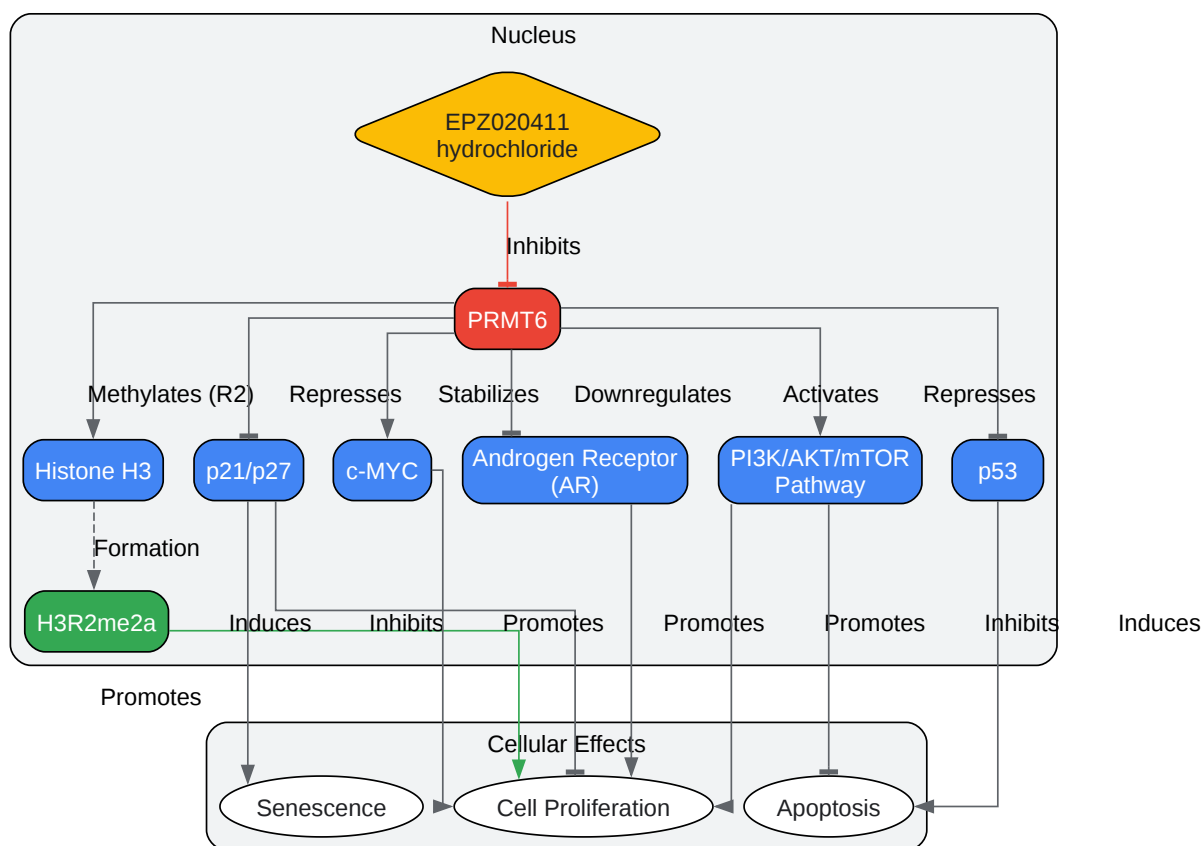 Nucleus
EPZ020411
hydrochloride
Inhibits
PRMT6
Methylates (R2)
Represses
Stabilizes
Downregulates
Activates
Represses
Histone H3
p21/p27
c-MYC
Androgen Receptor
(AR)
PI3K/AKT/mTOR
Pathway
p53
Formation
H3R2me2a
Induces
Inhibits
Promotes
Promotes
Promotes
Inhibits
Induces
Promotes
Cellular Effects
Senescence
Cell Proliferation
Apoptosis